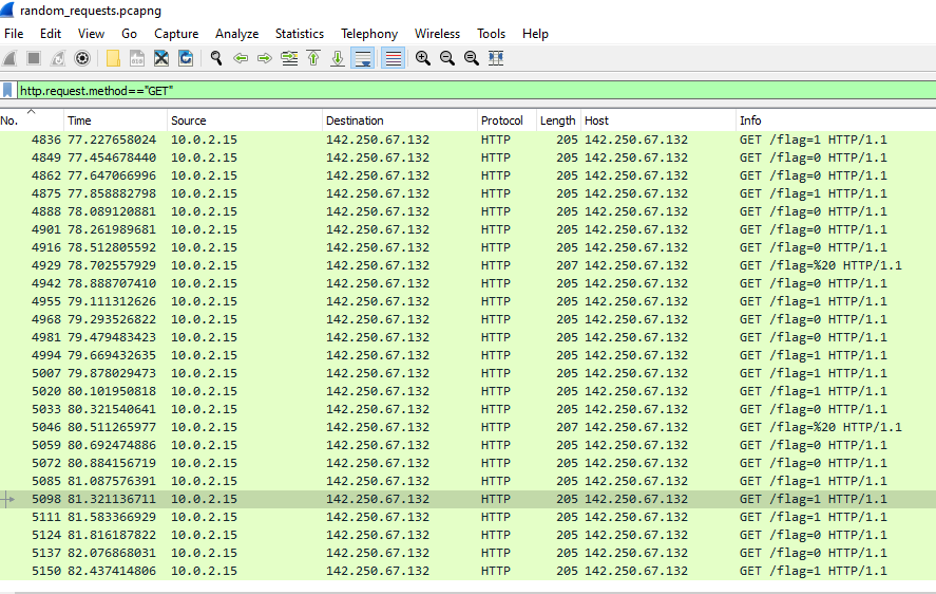 random_requests.pcapng
File Edit View Go Capture Analyze Statistics Telephony Wireless Tools Help
http.request.method=="GET"
No. Time Source Destination Protocol Length Host Info
4836 77.227658024 10.0.2.15 142.250.67.132 HTTP 205 142.250.67.132 GET /flag=1 HTTP/1.1
4849 77.454678440 10.0.2.15 142.250.67.132 HTTP 205 142.250.67.132 GET /flag=0 HTTP/1.1
4862 77.647066996 10.0.2.15 142.250.67.132 HTTP 205 142.250.67.132 GET /flag=0 HTTP/1.1
4875 77.858882798 10.0.2.15 142.250.67.132 HTTP 205 142.250.67.132 GET /flag=1 HTTP/1.1
4888 78.089120881 10.0.2.15 142.250.67.132 HTTP 205 142.250.67.132 GET /flag=0 HTTP/1.1
4901 78.261989681 10.0.2.15 142.250.67.132 HTTP 205 142.250.67.132 GET /flag=0 HTTP/1.1
4916 78.512805592 10.0.2.15 142.250.67.132 HTTP 205 142.250.67.132 GET /flag=0 HTTP/1.1
4929 78.702557929 10.0.2.15 142.250.67.132 HTTP 207 142.250.67.132 GET /flag=%20 HTTP/1.1
4942 78.888707410 10.0.2.15 142.250.67.132 HTTP 205 142.250.67.132 GET /flag=0 HTTP/1.1
4955 79.111312626 10.0.2.15 142.250.67.132 HTTP 205 142.250.67.132 GET /flag=1 HTTP/1.1
4968 79.293526822 10.0.2.15 142.250.67.132 HTTP 205 142.250.67.132 GET /flag=0 HTTP/1.1
4981 79.479483423 10.0.2.15 142.250.67.132 HTTP 205 142.250.67.132 GET /flag=0 HTTP/1.1
4994 79.669432635 10.0.2.15 142.250.67.132 HTTP 205 142.250.67.132 GET /flag=1 HTTP/1.1
5007 79.878029473 10.0.2.15 142.250.67.132 HTTP 205 142.250.67.132 GET /flag=1 HTTP/1.1
5020 80.101950818 10.0.2.15 142.250.67.132 HTTP 205 142.250.67.132 GET /flag=1 HTTP/1.1
5033 80.321540641 10.0.2.15 142.250.67.132 HTTP 205 142.250.67.132 GET /flag=0 HTTP/1.1
5046 80.511265977 10.0.2.15 142.250.67.132 HTTP 207 142.250.67.132 GET /flag=%20 HTTP/1.1
5059 80.692474886 10.0.2.15 142.250.67.132 HTTP 205 142.250.67.132 GET /flag=0 HTTP/1.1
5072 80.884156719 10.0.2.15 142.250.67.132 HTTP 205 142.250.67.132 GET /flag=0 HTTP/1.1
5085 81.087576391 10.0.2.15 142.250.67.132 HTTP 205 142.250.67.132 GET /flag=1 HTTP/1.1
5098 81.321136711 10.0.2.15 142.250.67.132 HTTP 205 142.250.67.132 GET /flag=1 HTTP/1.1
5111 81.583366929 10.0.2.15 142.250.67.132 HTTP 205 142.250.67.132 GET /flag=1 HTTP/1.1
5124 81.816187822 10.0.2.15 142.250.67.132 HTTP 205 142.250.67.132 GET /flag=0 HTTP/1.1
5137 82.076868031 10.0.2.15 142.250.67.132 HTTP 205 142.250.67.132 GET /flag=0 HTTP/1.1
5150 82.437414806 10.0.2.15 142.250.67.132 HTTP 205 142.250.67.132 GET /flag=1 HTTP/1.1